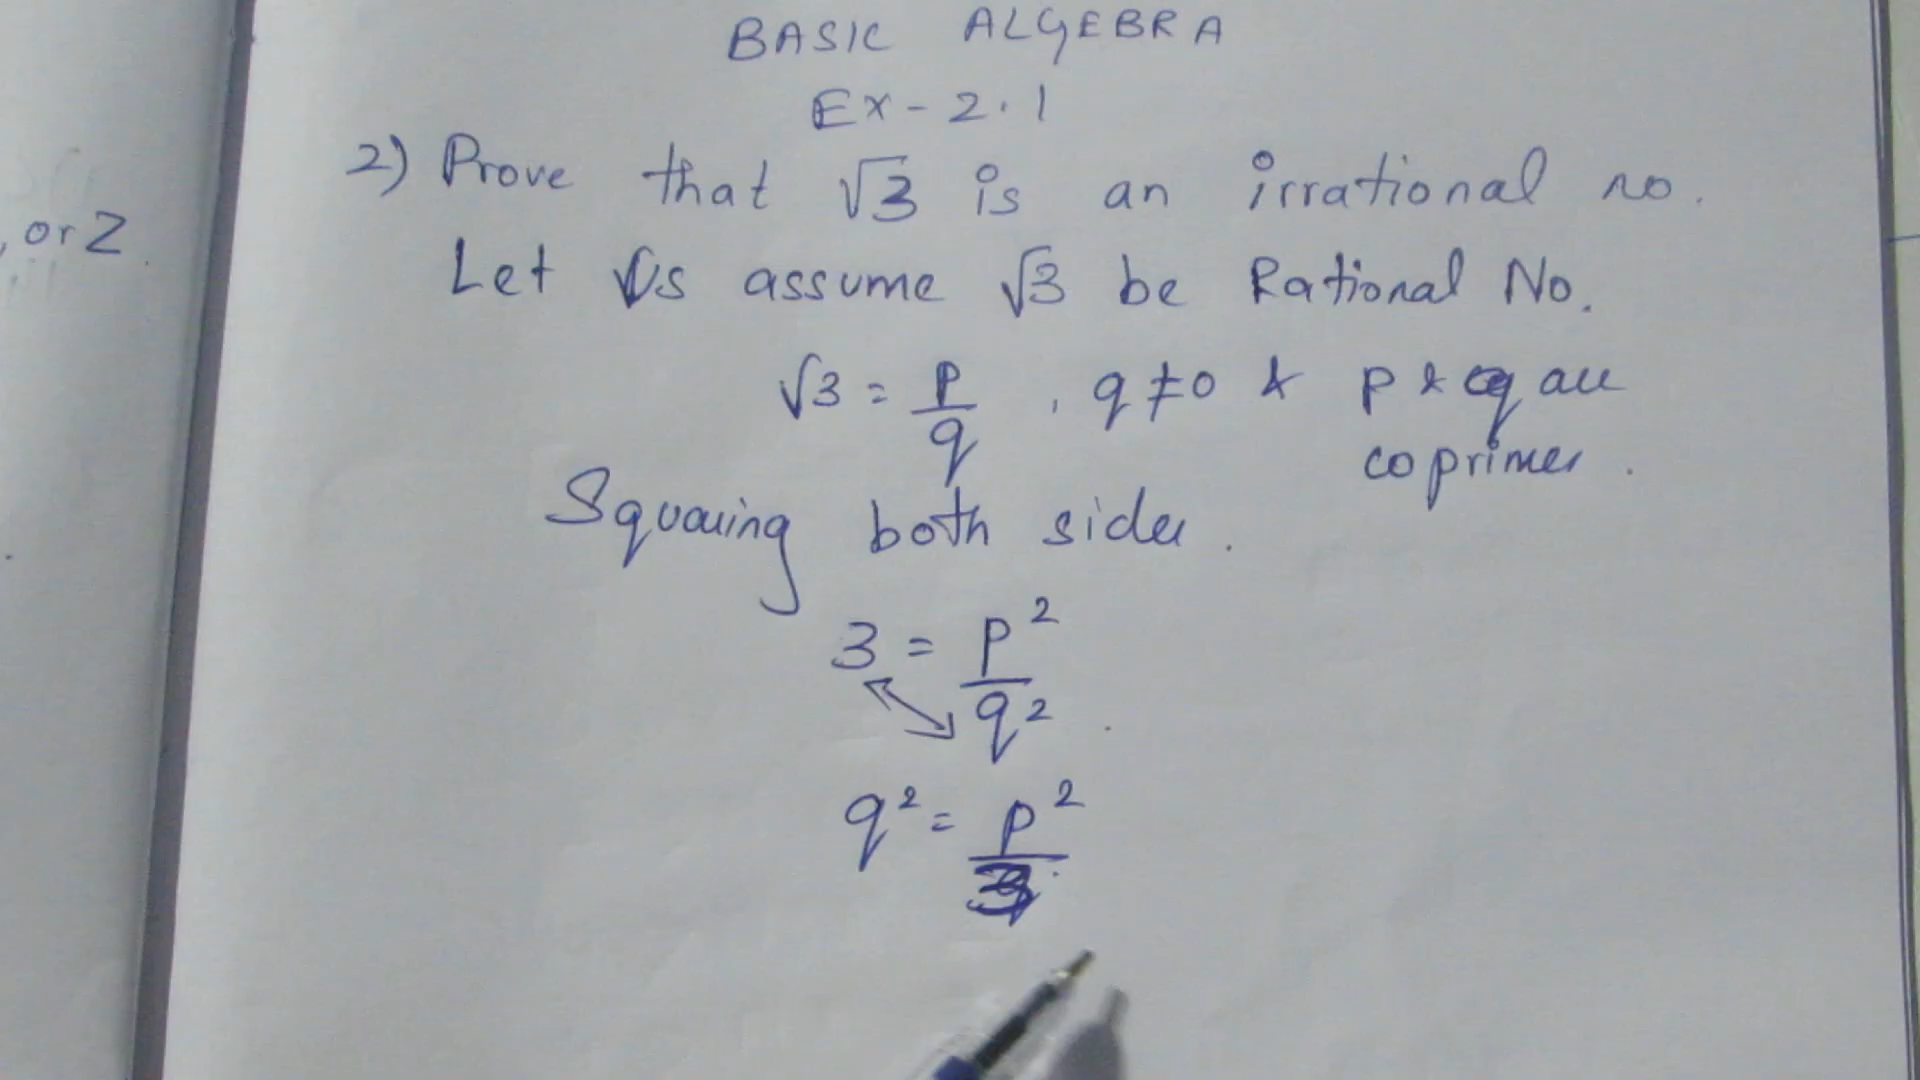 BASIC ALGEBRA
Ex-2.1
2) Prove that √3 is an irrational no.
, or Z
Let Us assume √3 be Rational No.
√3 = p/q , q≠0 & p & q are
coprimes.
Squaring both sides.
3 = p²/q²
q² = p²/3